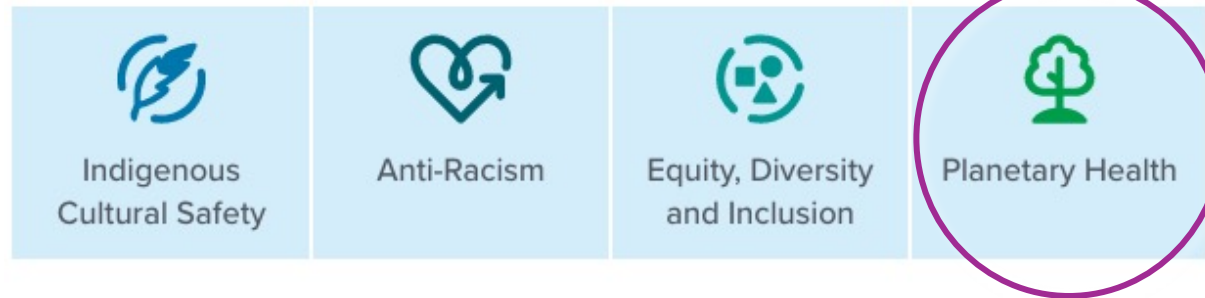 Indigenous
Cultural Safety
Anti-Racism
Equity, Diversity
and Inclusion
Planetary Health